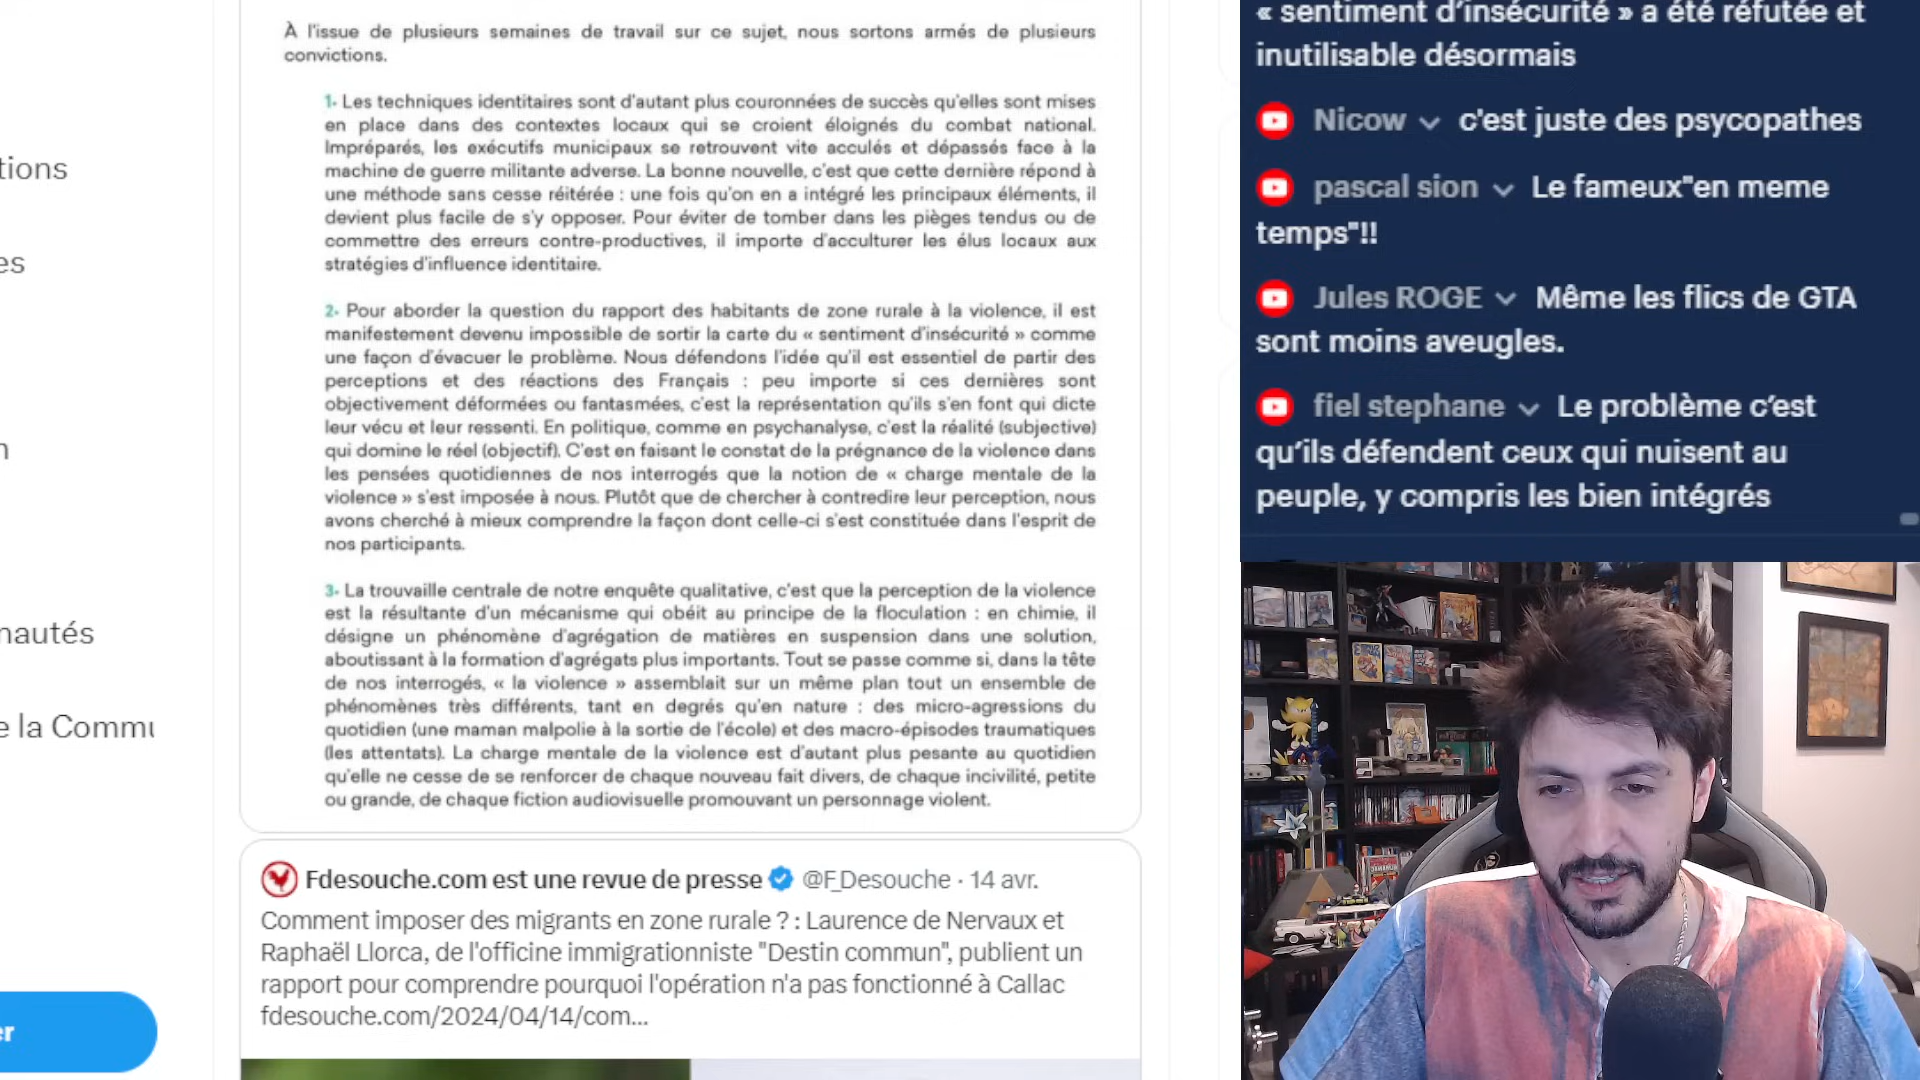 À l'issue de plusieurs semaines de travail sur ce sujet, nous sortons armés de plusieurs
convictions.
1- Les techniques identitaires sont d'autant plus couronnées de succès qu'elles sont mises
en place dans des contextes locaux qui se croient éloignés du combat national.
Impréparés, les exécutifs municipaux se retrouvent vite acculés et dépassés face à la
machine de guerre militante adverse. La bonne nouvelle, c'est que cette dernière répond à
une méthode sans cesse réitérée : une fois qu'on en a intégré les principaux éléments, il
devient plus facile de s'y opposer. Pour éviter de tomber dans les pièges tendus ou de
commettre des erreurs contre-productives, il importe d'acculturer les élus locaux aux
stratégies d'influence identitaire.
2- Pour aborder la question du rapport des habitants de zone rurale à la violence, il est
manifestement devenu impossible de sortir la carte du « sentiment d'insécurité » comme
une façon d'évacuer le problème. Nous défendons l'idée qu'il est essentiel de partir des
perceptions et des réactions des Français : peu importe si ces dernières sont
objectivement déformées ou fantasmées, c'est la représentation qu'ils s'en font qui dicte
leur vécu et leur ressenti. En politique, comme en psychanalyse, c'est la réalité (subjective)
qui domine le réel (objectif). C'est en faisant le constat de la prégnance de la violence dans
les pensées quotidiennes de nos interrogés que la notion de « charge mentale de la
violence » s'est imposée à nous. Plutôt que de chercher à contredire leur perception, nous
avons cherché à mieux comprendre la façon dont celle-ci s'est constituée dans l'esprit de
nos participants.
3- La trouvaille centrale de notre enquête qualitative, c'est que la perception de la violence
est la résultante d'un mécanisme qui obéit au principe de la floculation : en chimie, il
désigne un phénomène d'agrégation de matières en suspension dans une solution,
aboutissant à la formation d'agrégats plus importants. Tout se passe comme si, dans la tête
de nos interrogés, « la violence » assemblait sur un même plan tout un ensemble de
phénomènes très différents, tant en degrés qu'en nature : des micro-agressions du
quotidien (une maman malpolie à la sortie de l'école) et des macro-épisodes traumatiques
(les attentats). La charge mentale de la violence est d'autant plus pesante au quotidien
qu'elle ne cesse de se renforcer de chaque nouveau fait divers, de chaque incivilité, petite
ou grande, de chaque fiction audiovisuelle promouvant un personnage violent.
Fdesouche.com est une revue de presse @F_Desouche · 14 avr.
Comment imposer des migrants en zone rurale ? : Laurence de Nervaux et
Raphaël Llorca, de l'officine immigrationniste "Destin commun", publient un
rapport pour comprendre pourquoi l'opération n'a pas fonctionné à Callac
fdesouche.com/2024/04/14/com...
tions
es
n
nautés
e la Commu
er
« sentiment d'insécurité » a été réfutée et
inutilisable désormais
Nicow c'est juste des psycopathes
pascal sion Le fameux"en meme
temps"!!
Jules ROGE Même les flics de GTA
sont moins aveugles.
fiel stephane Le problème c'est
qu'ils défendent ceux qui nuisent au
peuple, y compris les bien intégrés